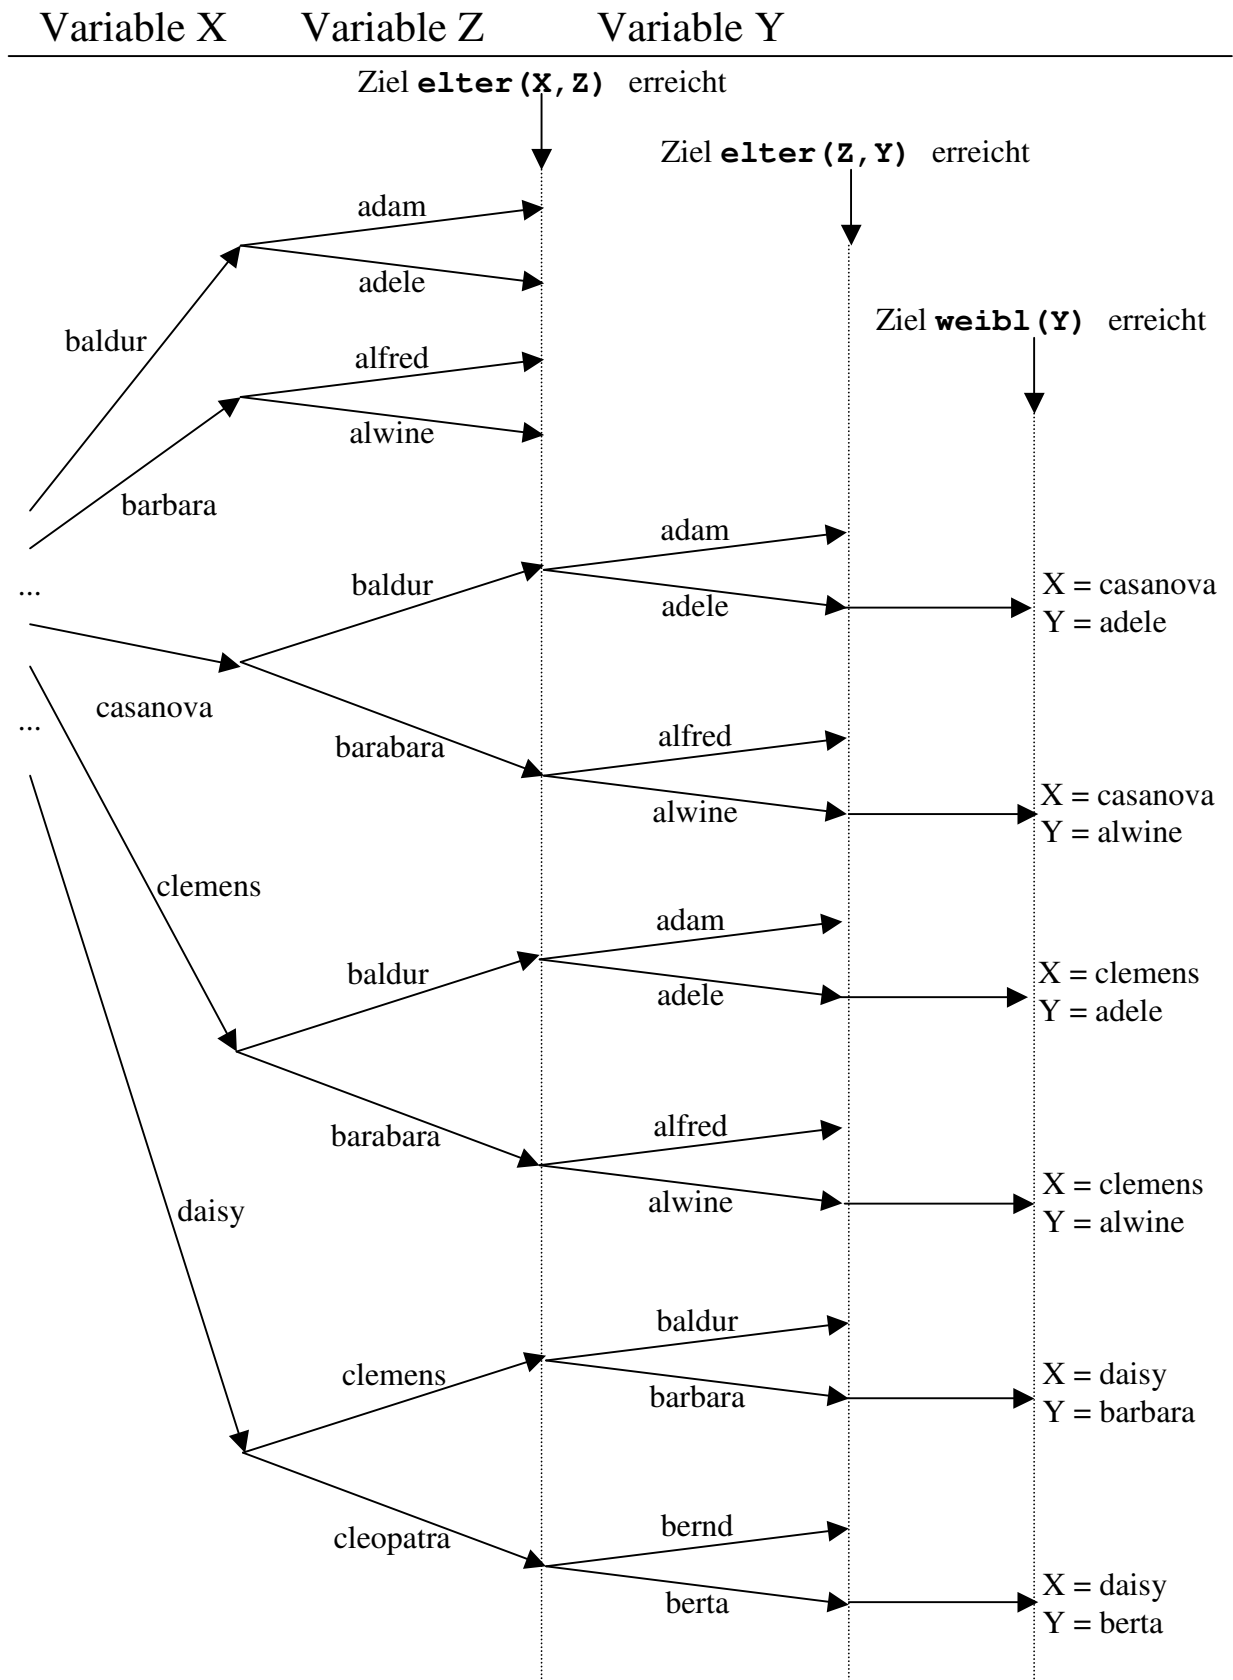 Variable X Variable Z Variable Y
Ziel elter(X,Z) erreicht
Ziel elter(Z,Y) erreicht
adam
adele
Ziel weibl(Y) erreicht
baldur
alfred
alwine
barbara
adam
...
baldur
adele
X = casanova
Y = adele
casanova
...
barabara
alfred
alwine
X = casanova
Y = alwine
clemens
adam
baldur
adele
X = clemens
Y = adele
barabara
alfred
alwine
X = clemens
Y = alwine
daisy
baldur
clemens
barbara
X = daisy
Y = barbara
cleopatra
bernd
berta
X = daisy
Y = berta